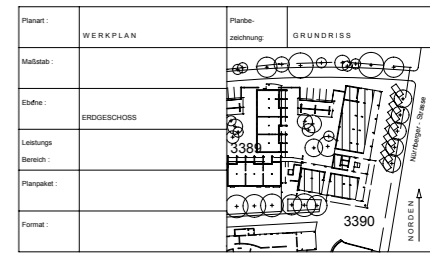 Planart :
WERKPLAN
Planbe-
zeichnung:
GRUNDRISS
Maßstab :
Ebene :
ERDGESCHOSS
Leistungs
Bereich :
Planpaket :
Format :
3389
3390
Nürnberger - Strasse
NORDEN